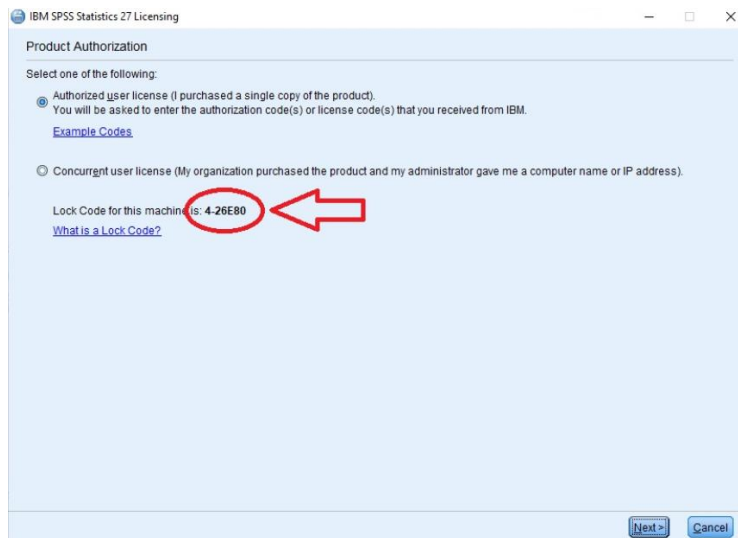 IBM SPSS Statistics 27 Licensing
Product Authorization
Select one of the following:
Authorized user license (I purchased a single copy of the product).
You will be asked to enter the authorization code(s) or license code(s) that you received from IBM.
Example Codes
Concurrent user license (My organization purchased the product and my administrator gave me a computer name or IP address).
Lock Code for this machine is: 4-26E80
What is a Lock Code?
Next > Cancel